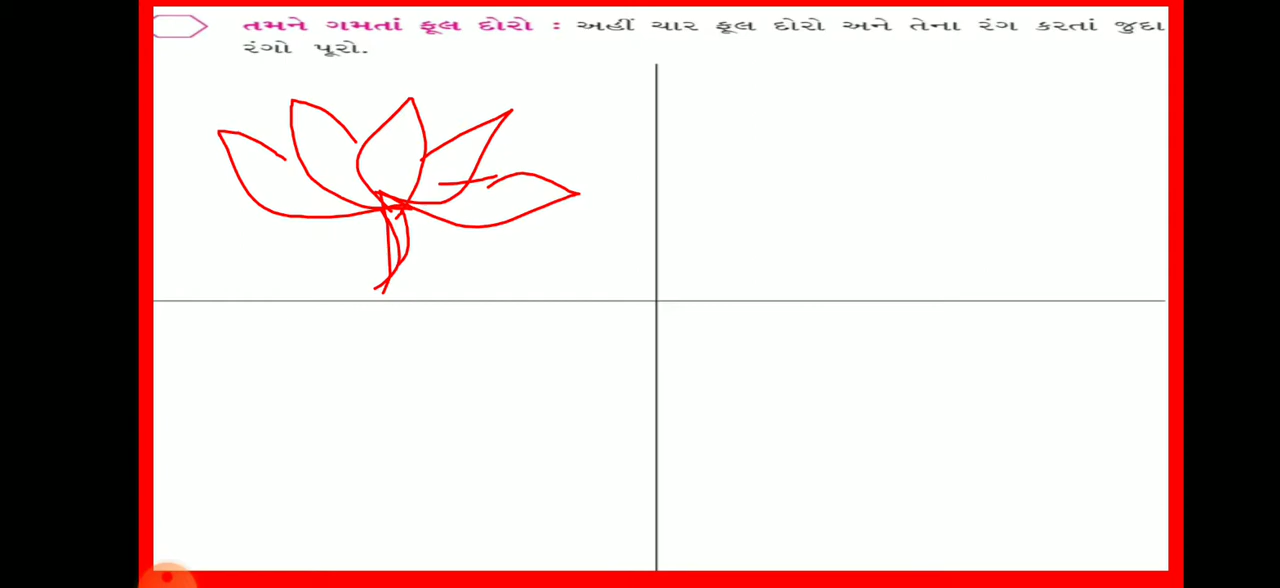 તમને ગમતાં ફૂલ દોરો : અહીં ચાર ફૂલ દોરો અને તેના રંગ કરતાં જુદા
રંગો પૂરો.